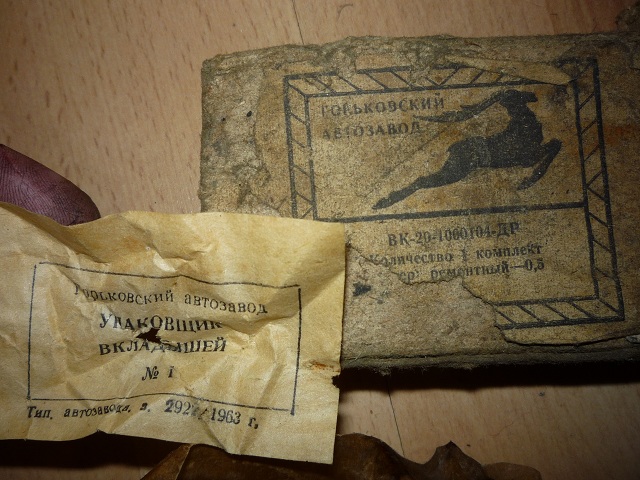 ГОРЬКОВСКИЙ
АВТОЗАВОД
ВК-20-1000104-ДР
Количество 1 комплект
ремонтный—0,5
Горьковский автозавод
УПАКОВЩИК
ВКЛАДЫШЕЙ
№ 1
Тип. автозавода, з. 292 1963 г.